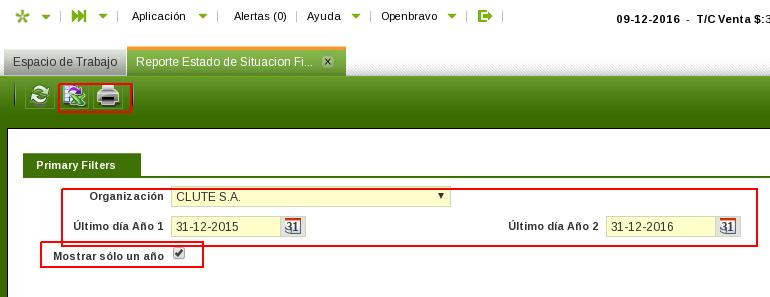 Aplicación Alertas (0) Ayuda Openbravo 09-12-2016 - T/C Venta $:3
Espacio de Trabajo Reporte Estado de Situacion Fi... x
Primary Filters
Organización CLUTE S.A.
Último día Año 1 31-12-2015 31 Último día Año 2 31-12-2016 31
Mostrar sólo un año